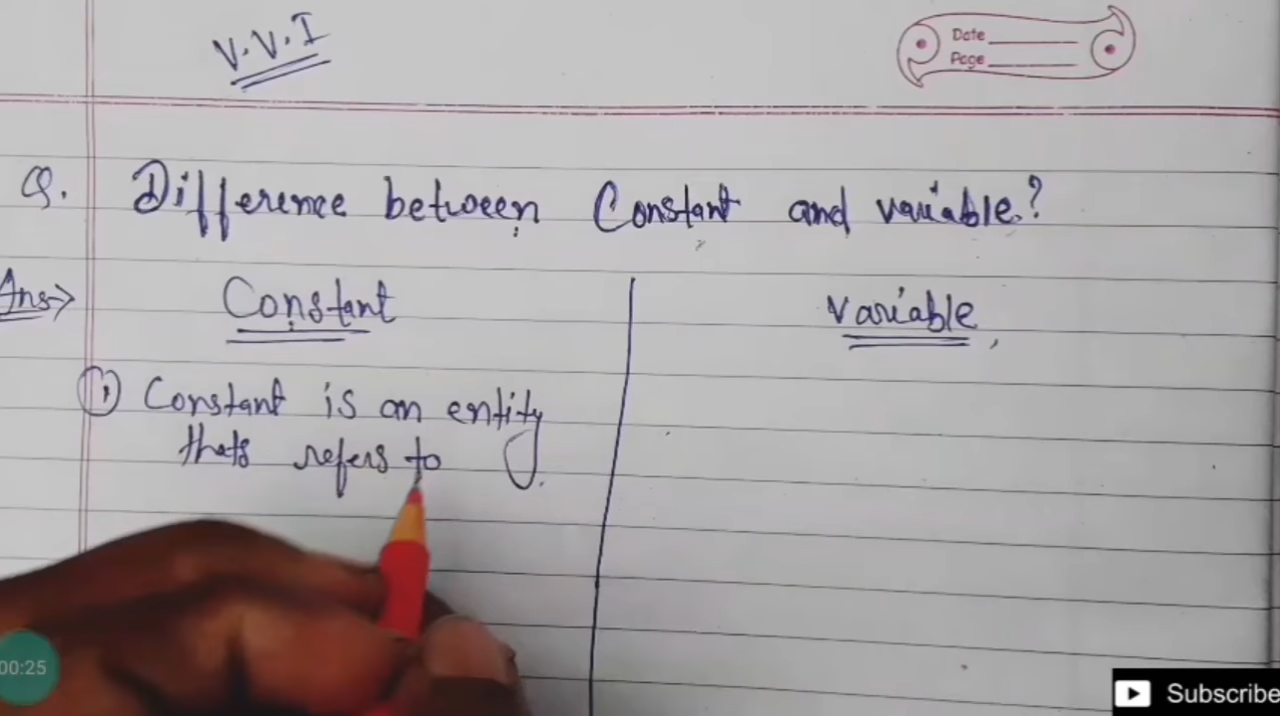 V.V.I
Date
Page
Q. Difference between Constant and variable?
Ans→
Constant
Variable
① Constant is an entity
thats refers to
00:25
Subscribe